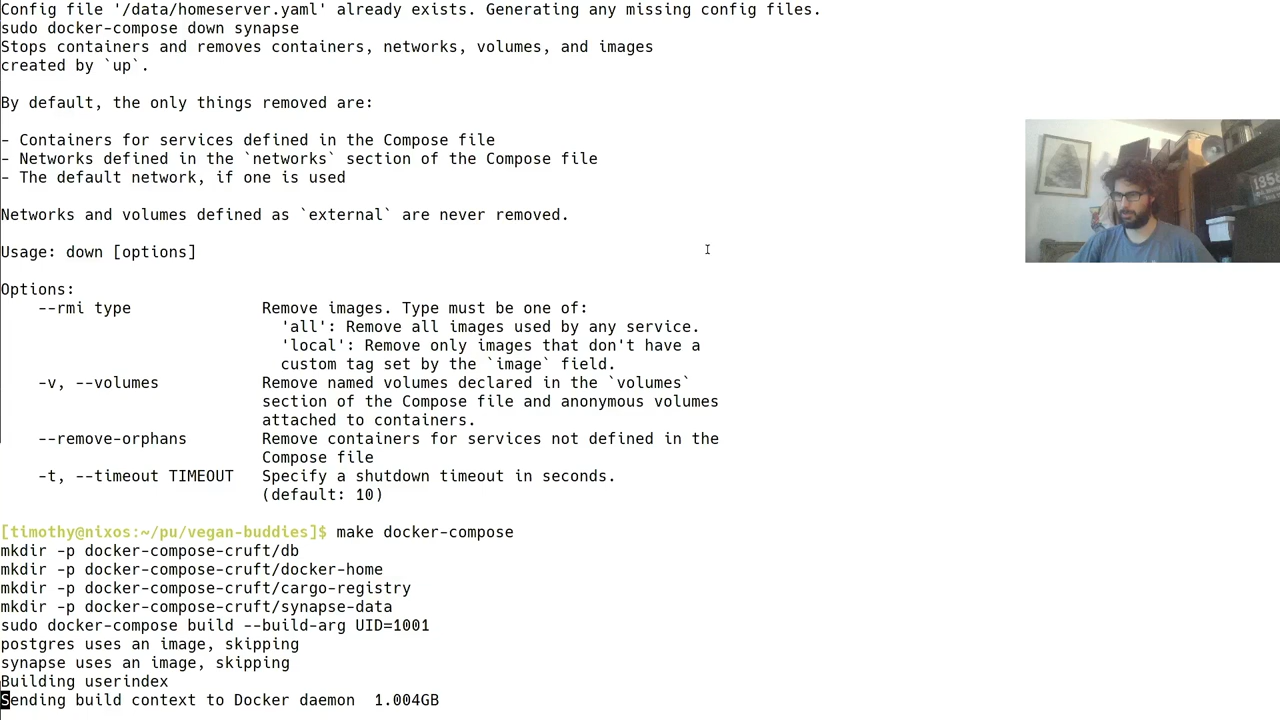 Config file '/data/homeserver.yaml' already exists. Generating any missing config files.
sudo docker-compose down synapse
Stops containers and removes containers, networks, volumes, and images
created by `up`.
By default, the only things removed are:
- Containers for services defined in the Compose file
- Networks defined in the `networks` section of the Compose file
- The default network, if one is used
Networks and volumes defined as `external` are never removed.
Usage: down [options]
Options:
--rmi type Remove images. Type must be one of:
'all': Remove all images used by any service.
'local': Remove only images that don't have a
custom tag set by the `image` field.
-v, --volumes Remove named volumes declared in the `volumes`
section of the Compose file and anonymous volumes
attached to containers.
--remove-orphans Remove containers for services not defined in the
Compose file
-t, --timeout TIMEOUT Specify a shutdown timeout in seconds.
(default: 10)
[timothy@nixos:~/pu/vegan-buddies]$ make docker-compose
mkdir -p docker-compose-cruft/db
mkdir -p docker-compose-cruft/docker-home
mkdir -p docker-compose-cruft/cargo-registry
mkdir -p docker-compose-cruft/synapse-data
sudo docker-compose build --build-arg UID=1001
postgres uses an image, skipping
synapse uses an image, skipping
Building userindex
Sending build context to Docker daemon 1.004GB